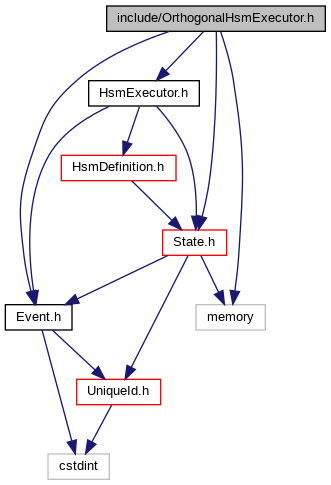 include/OrthogonalHsmExecutor.h
HsmExecutor.h
HsmDefinition.h
State.h
Event.h
memory
UniqueId.h
cstdint